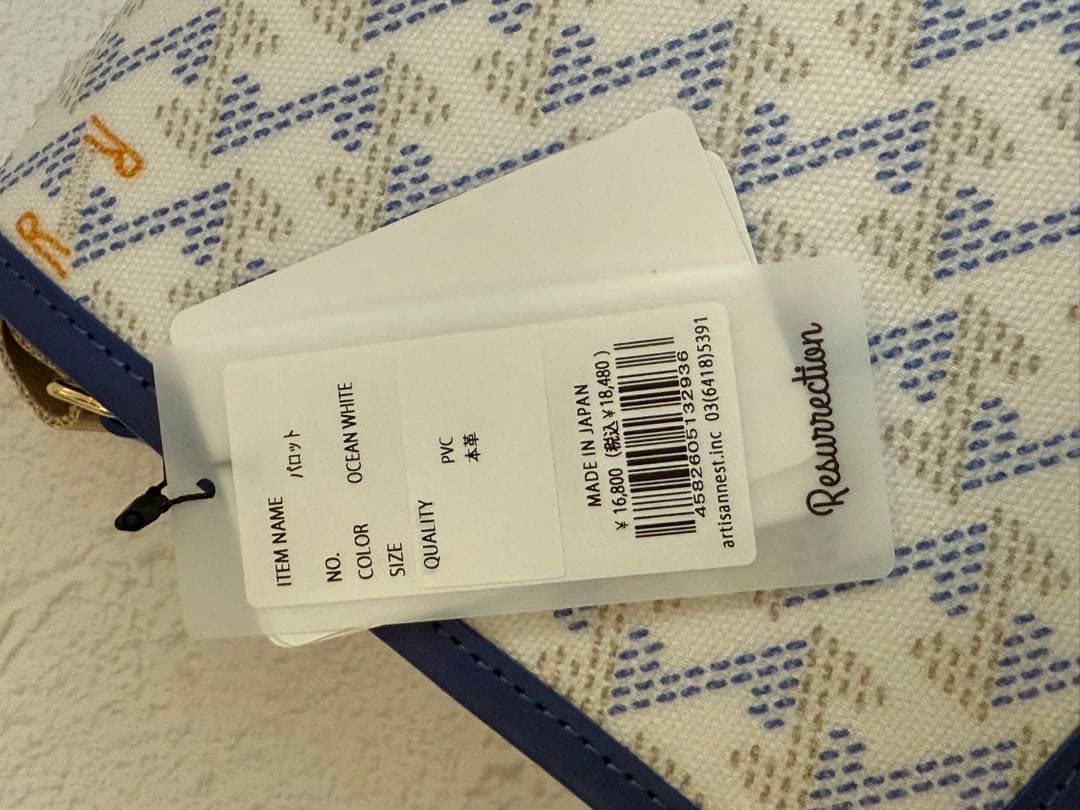 ITEM NAME パロット
NO.
COLOR OCEAN WHITE
SIZE
QUALITY
PVC
本革
MADE IN JAPAN
¥16,800 (税込¥18,480)
4582605132936
artisannest.inc 03(6418)5391
Resurrection
R
R